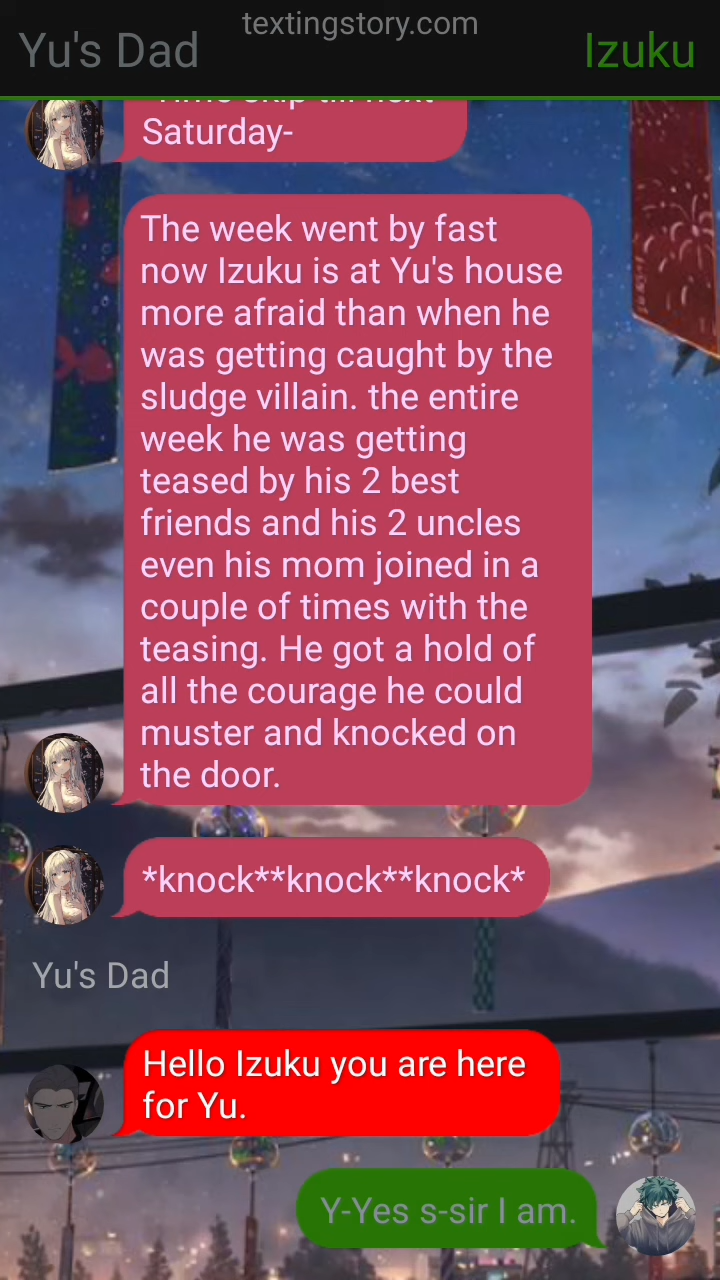 textingstory.com
Yu's Dad
Izuku
Saturday-
The week went by fast
now Izuku is at Yu's house
more afraid than when he
was getting caught by the
sludge villain. the entire
week he was getting
teased by his 2 best
friends and his 2 uncles
even his mom joined in a
couple of times with the
teasing. He got a hold of
all the courage he could
muster and knocked on
the door.
*knock**knock**knock*
Yu's Dad
Hello Izuku you are here
for Yu.
Y-Yes s-sir I am.